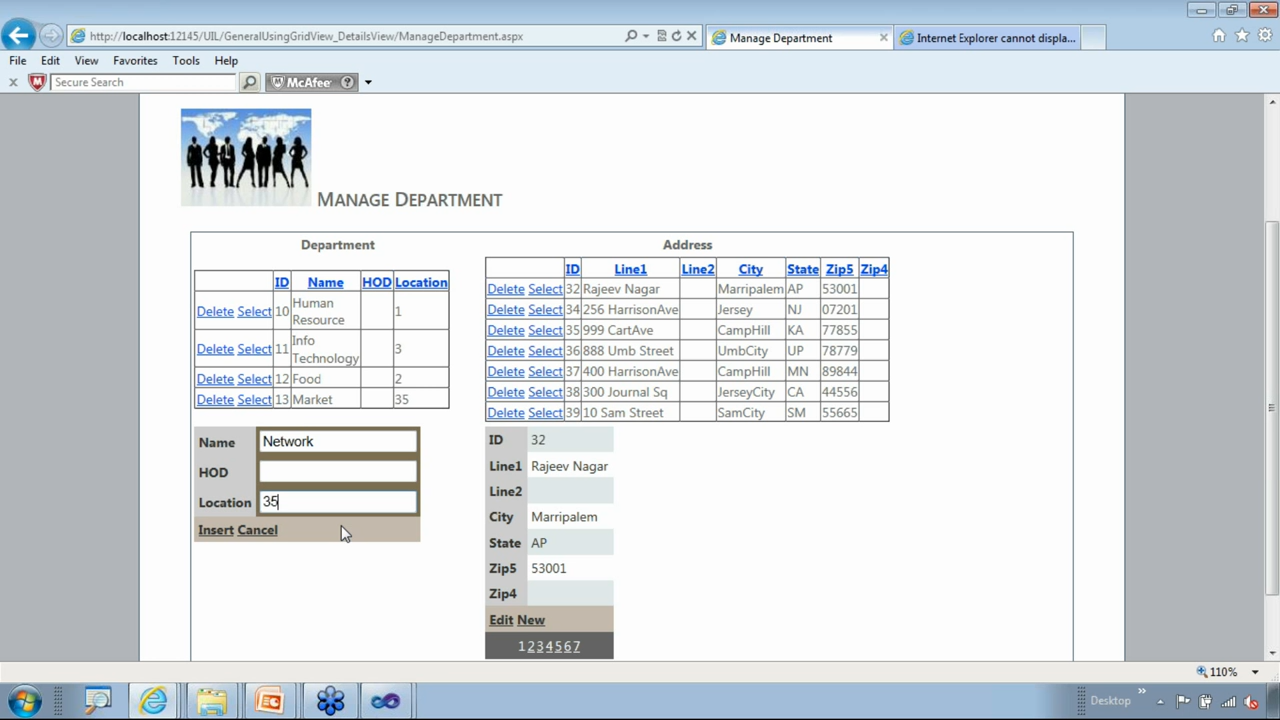 http://localhost:12145/UIL/GeneralUsingGridView_DetailsView/ManageDepartment.aspx
Manage Department
Internet Explorer cannot displa...
File Edit View Favorites Tools Help
Secure Search
McAfee
MANAGE DEPARTMENT
Department
ID Name HOD Location
Delete Select 10 Human Resource 1
Delete Select 11 Info Technology 3
Delete Select 12 Food 2
Delete Select 13 Market 35
Name Network
HOD
Location 35
Insert Cancel
Address
ID Line1 Line2 City State Zip5 Zip4
Delete Select 32 Rajeev Nagar Marripalem AP 53001
Delete Select 34 256 HarrisonAve Jersey NJ 07201
Delete Select 35 999 CartAve CampHill KA 77855
Delete Select 36 888 Umb Street UmbCity UP 78779
Delete Select 37 400 HarrisonAve CampHill MN 89844
Delete Select 38 300 Journal Sq JerseyCity CA 44556
Delete Select 39 10 Sam Street SamCity SM 55665
ID 32
Line1 Rajeev Nagar
Line2
City Marripalem
State AP
Zip5 53001
Zip4
Edit New
1234567
110%
Desktop